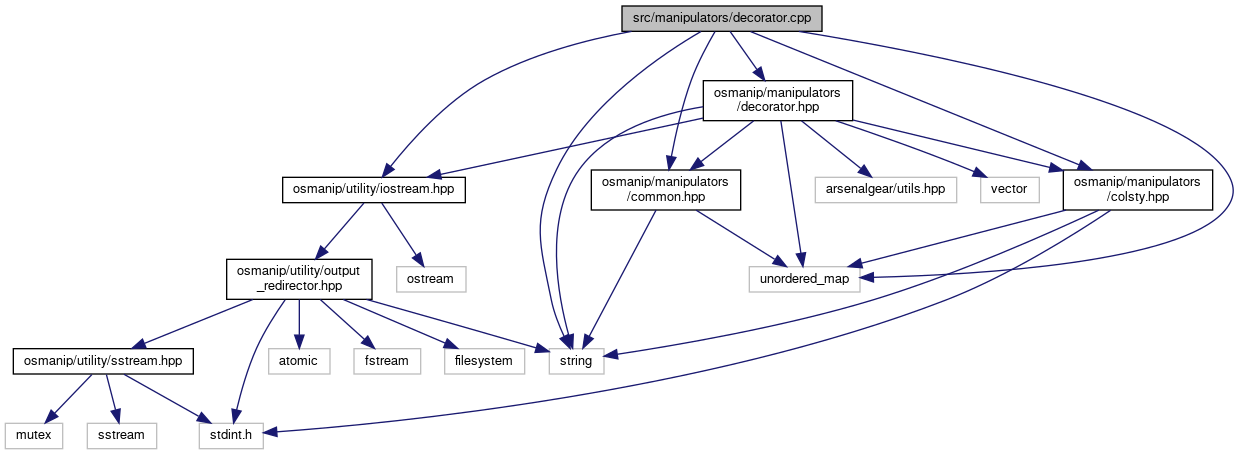 src/manipulators/decorator.cpp
osmanip/manipulators
/decorator.hpp
osmanip/utility/iostream.hpp
osmanip/manipulators
/common.hpp
arsenalgear/utils.hpp
vector
osmanip/manipulators
/colsty.hpp
osmanip/utility/output
_redirector.hpp
ostream
unordered_map
osmanip/utility/sstream.hpp
atomic
fstream
filesystem
string
mutex
sstream
stdint.h